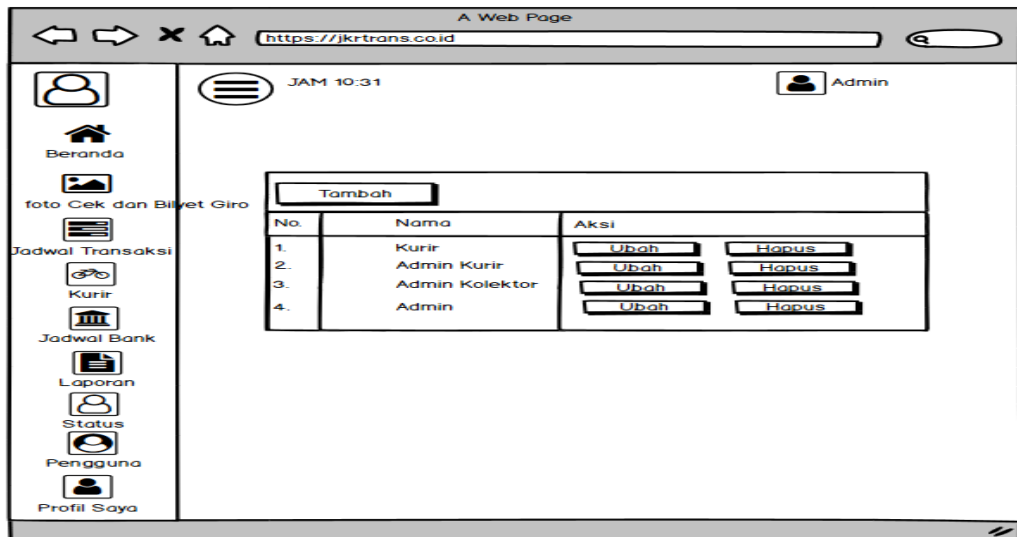 A Web Page
https://jkrtrans.co.id
JAM 10:31
Admin
Beranda
foto Cek dan Bilyet Giro
Jadwal Transaksi
Kurir
Jadwal Bank
Laporan
Status
Pengguna
Profil Saya
Tambah
No. Nama Aksi
1. Kurir Ubah Hapus
2. Admin Kurir Ubah Hapus
3. Admin Kolektor Ubah Hapus
4. Admin Ubah Hapus